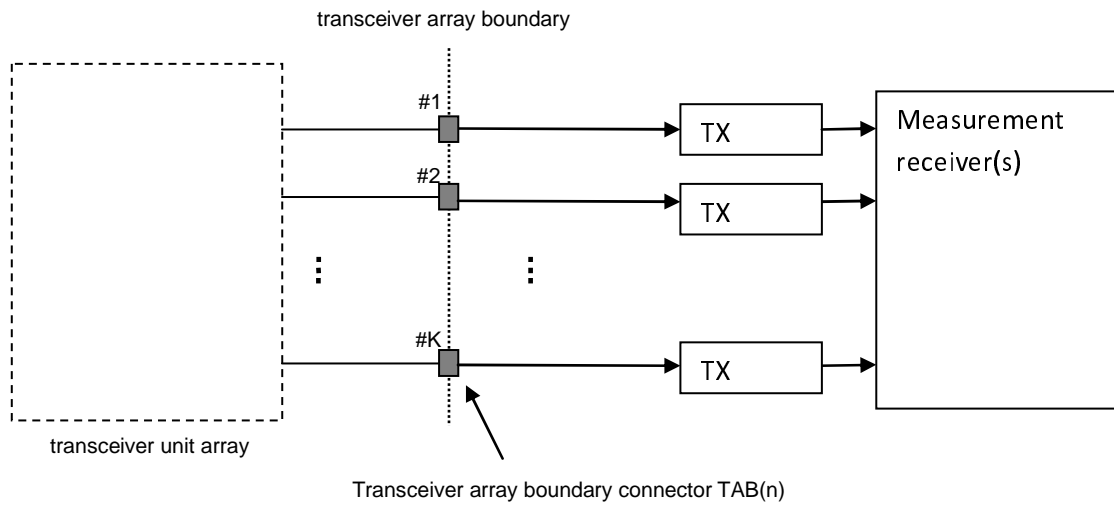 transceiver array boundary
#1
TX
Measurement
receiver(s)
#2
TX
#K
TX
transceiver unit array
Transceiver array boundary connector TAB(n)